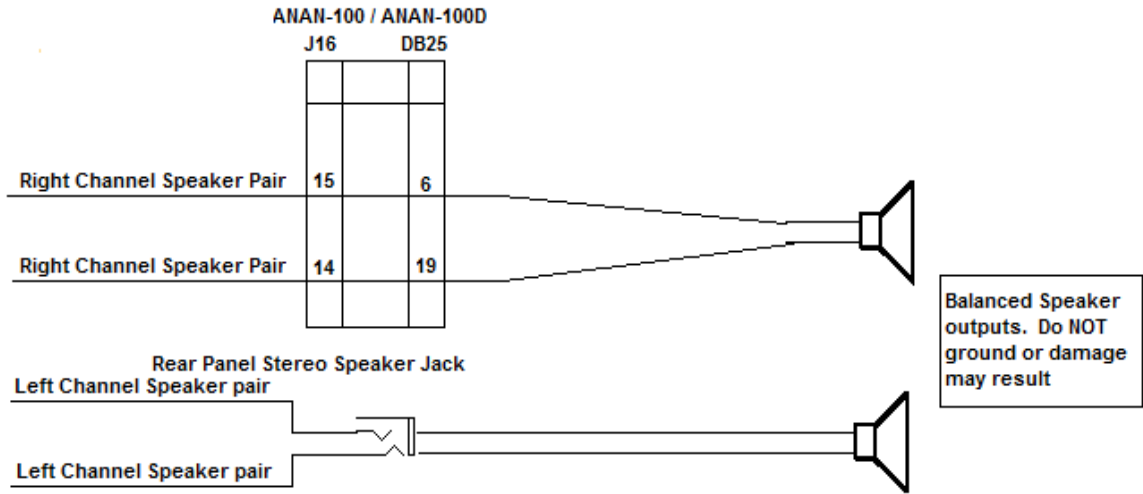 ANAN-100 / ANAN-100D
J16 DB25
Right Channel Speaker Pair 15 6
Right Channel Speaker Pair 14 19
Balanced Speaker
outputs. Do NOT
ground or damage
may result
Rear Panel Stereo Speaker Jack
Left Channel Speaker pair
Left Channel Speaker pair